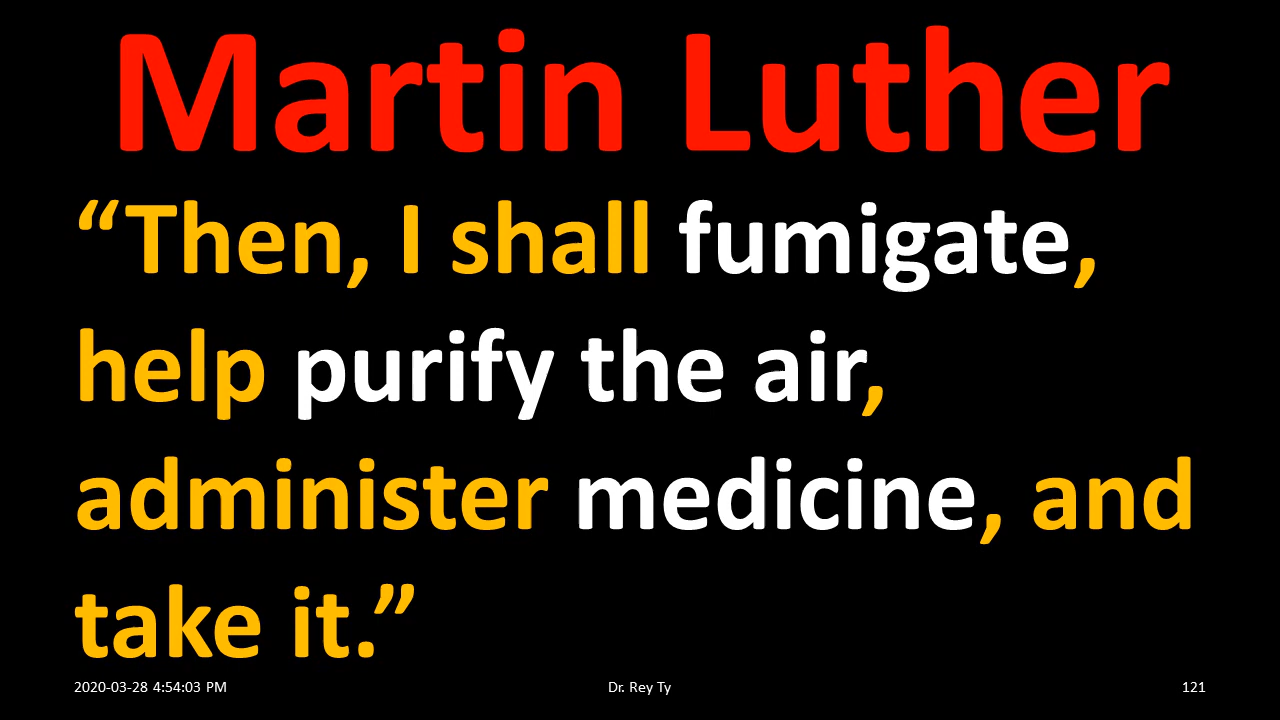 Martin Luther
“Then, I shall fumigate,
help purify the air,
administer medicine, and
take it.”
2020-03-28 4:54:03 PM
Dr. Rey Ty
121